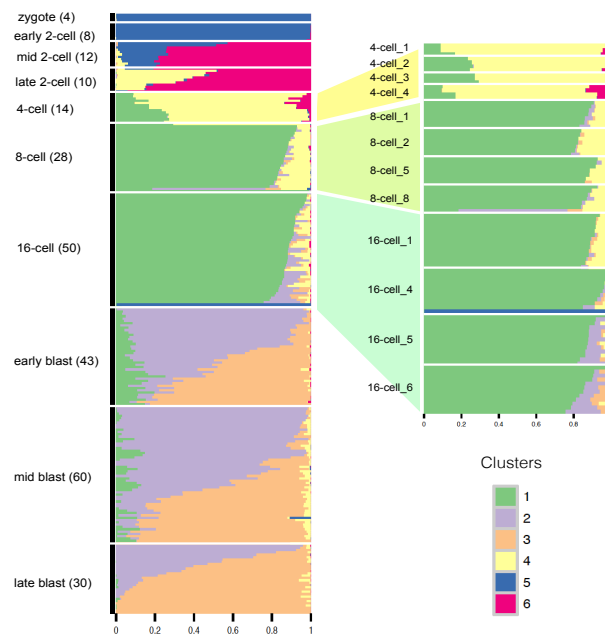 zygote (4)
early 2-cell (8)
mid 2-cell (12)
late 2-cell (10)
4-cell (14)
8-cell (28)
16-cell (50)
early blast (43)
mid blast (60)
late blast (30)
0 0.2 0.4 0.6 0.8 1
4-cell_1
4-cell_2
4-cell_3
4-cell_4
8-cell_1
8-cell_2
8-cell_5
8-cell_8
16-cell_1
16-cell_4
16-cell_5
16-cell_6
0 0.2 0.4 0.6 0.8
Clusters
1
2
3
4
5
6